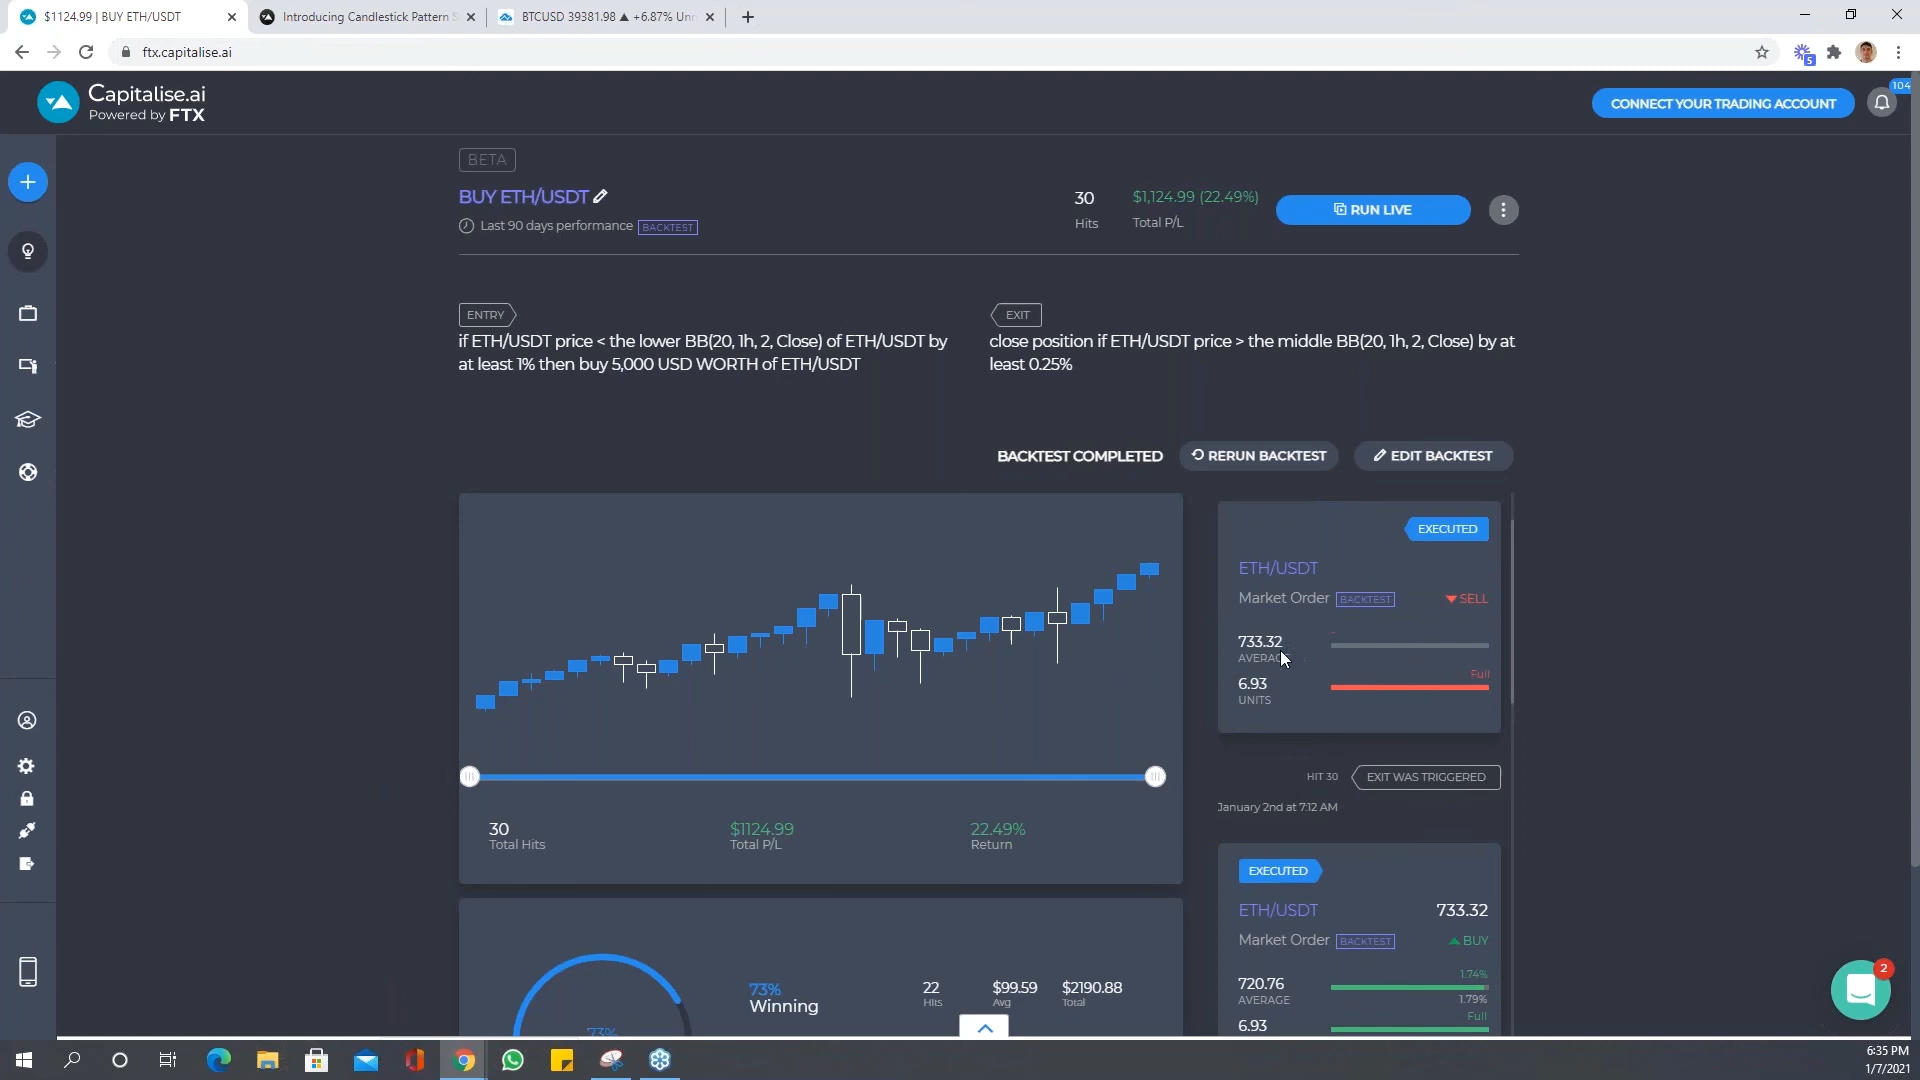 $1124.99 | BUY ETH/USDT
Introducing Candlestick Pattern S
BTCUSD 39381.98 ▲ +6.87% Unn
ftx.capitalise.ai
5
Capitalise.ai
Powered by FTX
CONNECT YOUR TRADING ACCOUNT
104
BETA
BUY ETH/USDT
30
$1,124.99 (22.49%)
RUN LIVE
Last 90 days performance BACKTEST
Hits
Total P/L
ENTRY
if ETH/USDT price < the lower BB(20, 1h, 2, Close) of ETH/USDT by
at least 1% then buy 5,000 USD WORTH of ETH/USDT
EXIT
close position if ETH/USDT price > the middle BB(20, 1h, 2, Close) by at
least 0.25%
BACKTEST COMPLETED
RERUN BACKTEST
EDIT BACKTEST
EXECUTED
ETH/USDT
Market Order BACKTEST
SELL
733.32
AVERAGE
Full
6.93
UNITS
HIT 30
EXIT WAS TRIGGERED
January 2nd at 7:12 AM
30
Total Hits
$1124.99
Total P/L
22.49%
Return
EXECUTED
ETH/USDT
733.32
Market Order BACKTEST
BUY
1.74%
720.76
AVERAGE
1.79%
Full
6.93
73%
73%
Winning
22
Hits
$99.59
Avg
$2190.88
Total
2
6:35 PM
1/7/2021